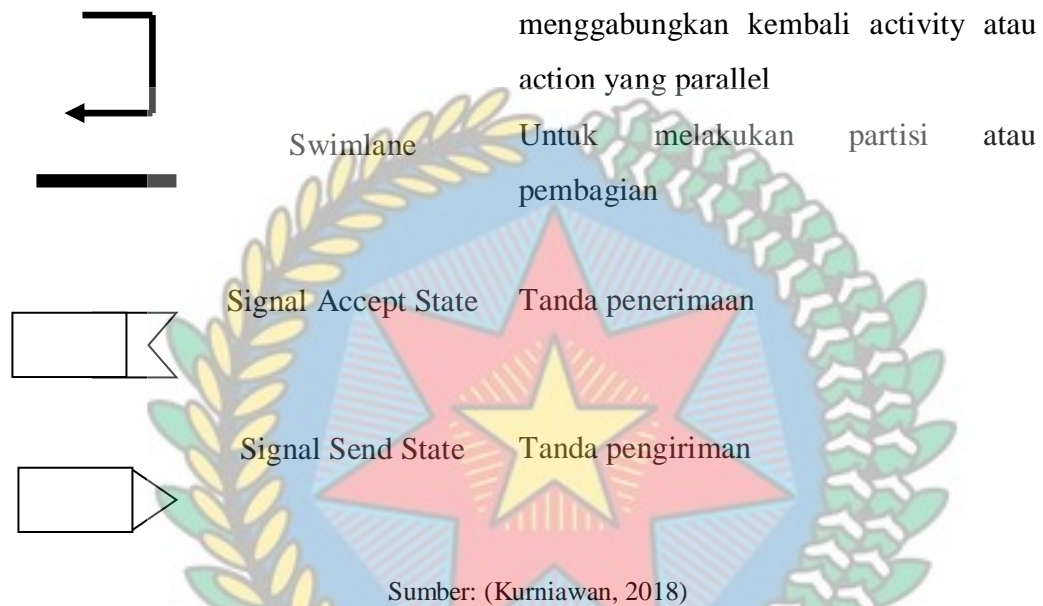 menggabungkan kembali activity atau
action yang parallel
Swimlane Untuk melakukan partisi atau
pembagian
Signal Accept State Tanda penerimaan
Signal Send State Tanda pengiriman
Sumber: (Kurniawan, 2018)